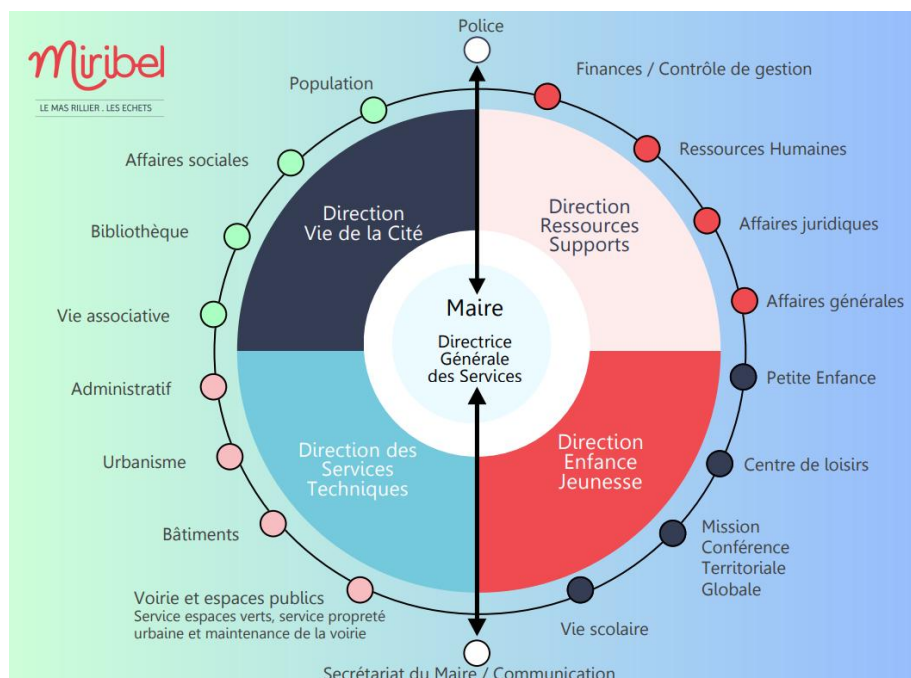 Miribel
LE MAS RILLIER . LES ECHETS
Police
Population
Finances / Contrôle de gestion
Affaires sociales
Ressources Humaines
Bibliothèque
Affaires juridiques
Vie associative
Affaires générales
Direction
Vie de la Cité
Direction
Ressources
Supports
Maire
Directrice
Générale
des Services
Administratif
Petite Enfance
Urbanisme
Centre de loisirs
Direction des
Services
Techniques
Direction
Enfance
Jeunesse
Bâtiments
Mission
Conférence
Territoriale
Globale
Voirie et espaces publics
Service espaces verts, service propreté
urbaine et maintenance de la voirie
Vie scolaire
Secrétariat du Maire / Communication